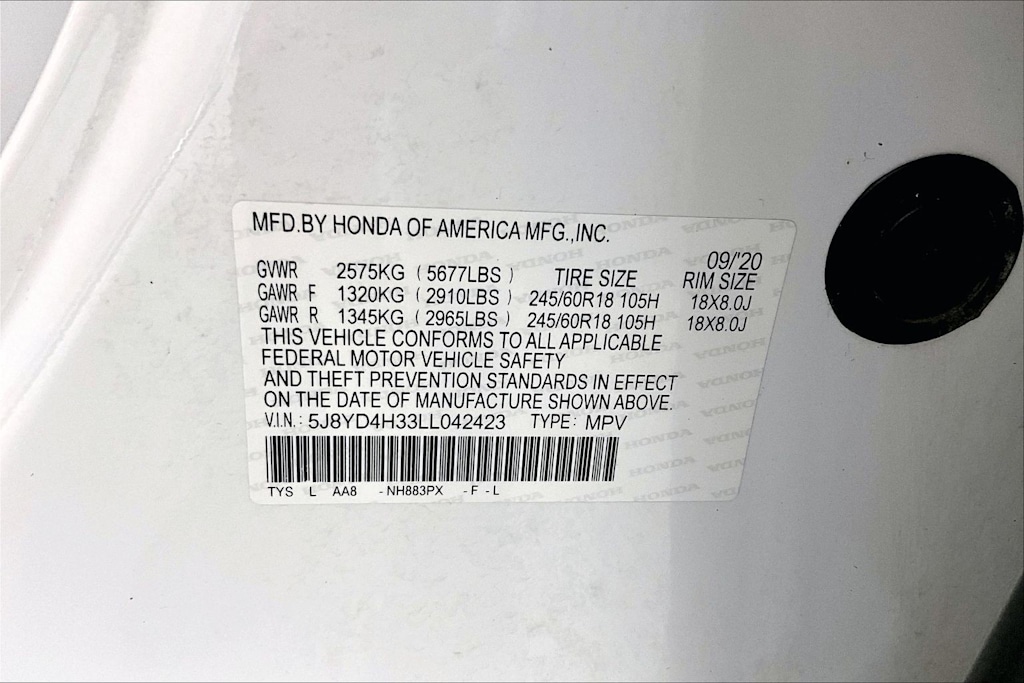 MFD.BY HONDA OF AMERICA MFG.,INC.
09/'20
GVWR 2575KG (5677LBS) TIRE SIZE RIM SIZE
GAWR F 1320KG (2910LBS) 245/60R18 105H 18X8.0J
GAWR R 1345KG (2965LBS) 245/60R18 105H 18X8.0J
THIS VEHICLE CONFORMS TO ALL APPLICABLE
FEDERAL MOTOR VEHICLE SAFETY
AND THEFT PREVENTION STANDARDS IN EFFECT
ON THE DATE OF MANUFACTURE SHOWN ABOVE.
V.I.N.: 5J8YD4H33LL042423 TYPE: MPV
TYS L AA8 -NH883PX -F -L